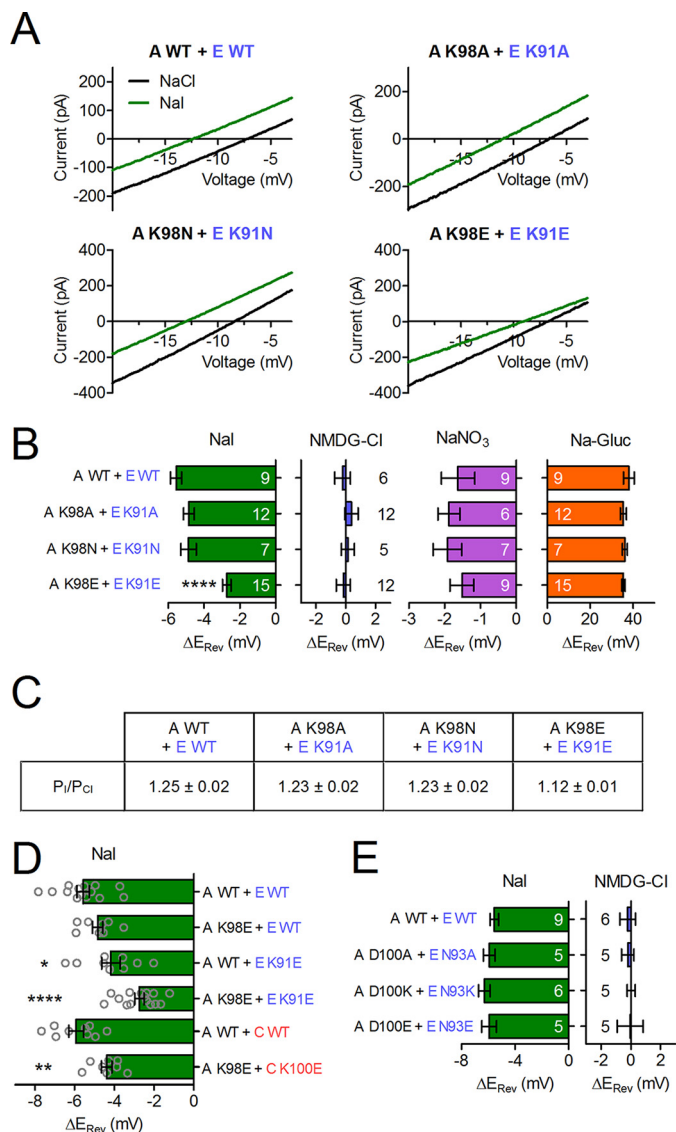 A
A WT + E WT
A K98A + E K91A
NaCl
NaI
200
100
0
-100
-200
-15
-10
-5
Current (pA)
Voltage (mV)
200
0
-200
-15
-10
-5
Current (pA)
Voltage (mV)
A K98N + E K91N
A K98E + E K91E
400
200
0
-200
-400
-15
-10
-5
Current (pA)
Voltage (mV)
400
200
0
-200
-400
-15
-10
-5
Current (pA)
Voltage (mV)
B
NaI
NMDG-Cl
NaNO3
Na-Gluc
A WT + E WT 9 6 9 9
A K98A + E K91A 12 12 6 12
A K98N + E K91N 7 5 7 7
A K98E + E K91E **** 15 12 9 15
-6 -4 -2 0 -2 0 2 -3 -2 -1 0 0 20 40
ΔERev (mV) ΔERev (mV) ΔERev (mV) ΔERev (mV)
C
A WT + E WT
A K98A + E K91A
A K98N + E K91N
A K98E + E K91E
PI/PCl 1.25 ± 0.02 1.23 ± 0.02 1.23 ± 0.02 1.12 ± 0.01
D
NaI
A WT + E WT
A K98E + E WT
* A WT + E K91E
**** A K98E + E K91E
A WT + C WT
** A K98E + C K100E
-8 -6 -4 -2 0
ΔERev (mV)
E
NaI
NMDG-Cl
A WT + E WT 9 6
A D100A + E N93A 5 5
A D100K + E N93K 6 5
A D100E + E N93E 5 5
-8 -4 0 -1 0 1
ΔERev (mV) ΔERev (mV)